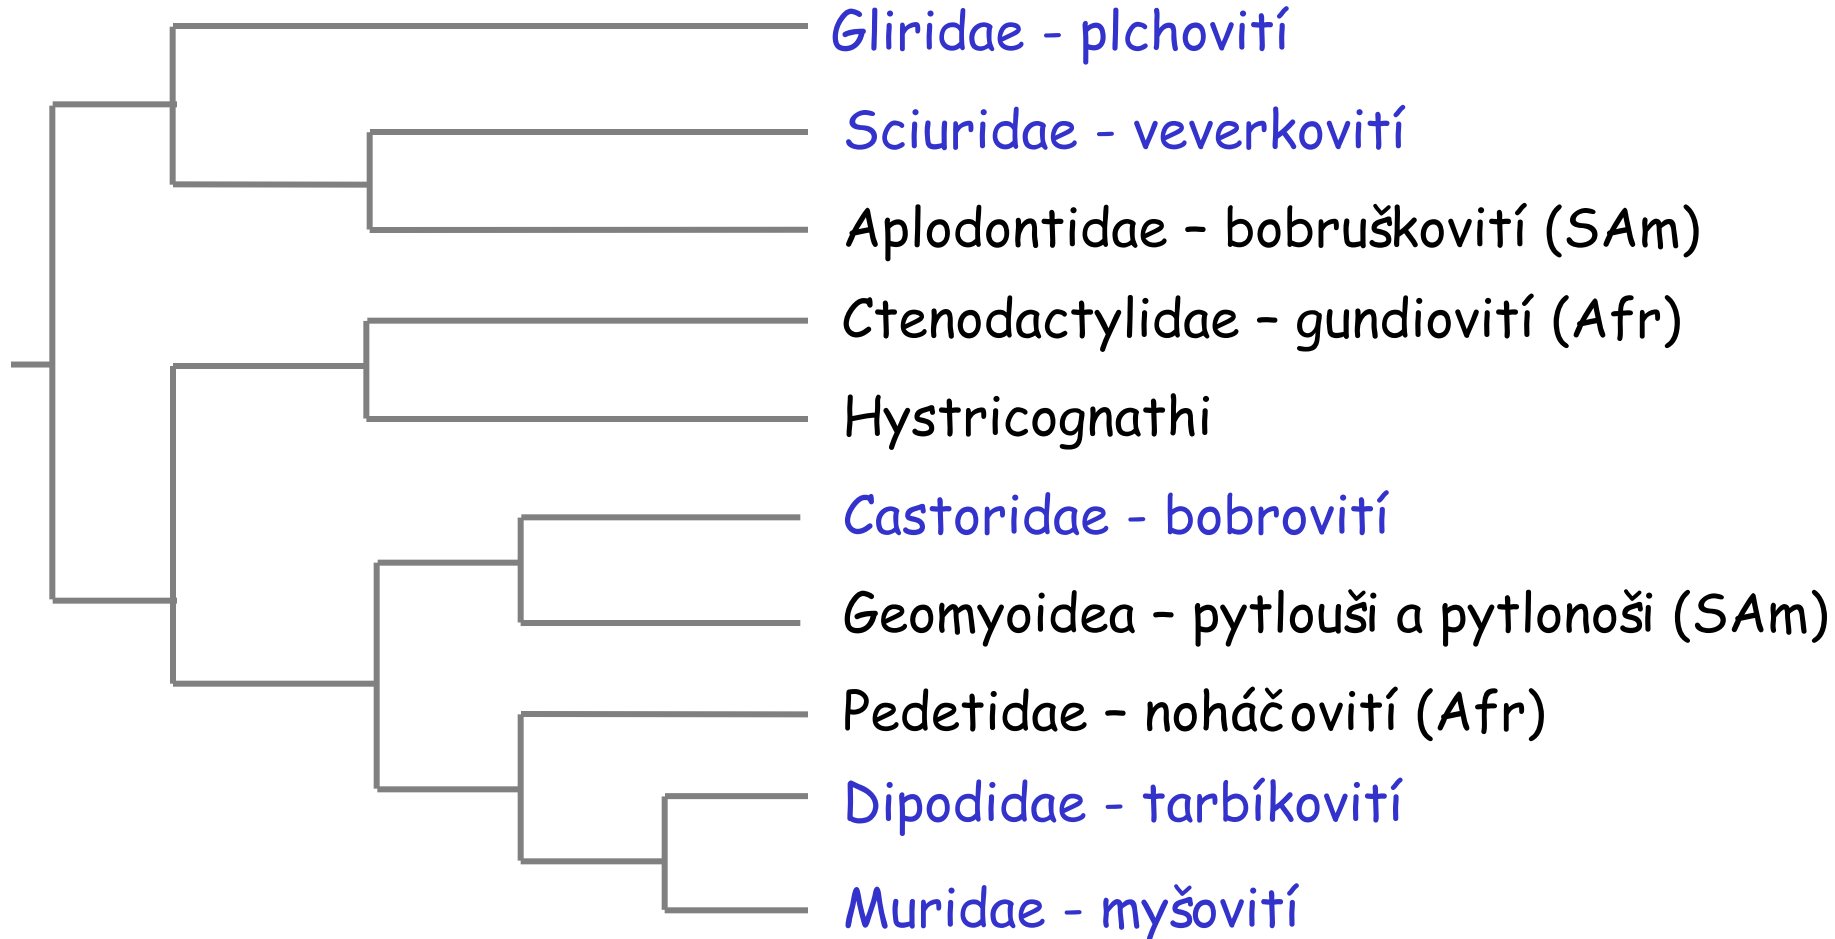 Gliridae - plchovití
Sciuridae - veverkovití
Aplodontidae – bobruškovití (SAm)
Ctenodactylidae – gundiovití (Afr)
Hystricognathi
Castoridae - bobrovití
Geomyoidea – pytlouši a pytlonoši (SAm)
Pedetidae – noháčovití (Afr)
Dipodidae - tarbíkovití
Muridae - myšovití